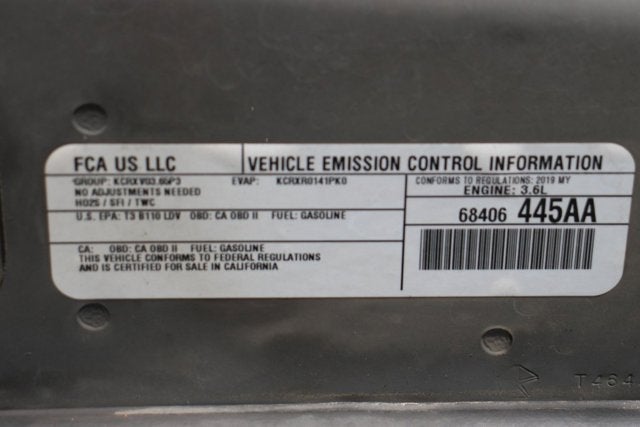 FCA US LLC
VEHICLE EMISSION CONTROL INFORMATION
GROUP: KCRXV03.65P3 EVAP: KCRXR0141PK0
NO ADJUSTMENTS NEEDED
HO2S / SFI / TWC
CONFORMS TO REGULATIONS: 2019 MY
ENGINE: 3.6L
U.S. EPA: T3 B110 LDV OBD: CA OBD II FUEL: GASOLINE
68406 445AA
CA: OBD: CA OBD II FUEL: GASOLINE
THIS VEHICLE CONFORMS TO FEDERAL REGULATIONS
AND IS CERTIFIED FOR SALE IN CALIFORNIA
T464